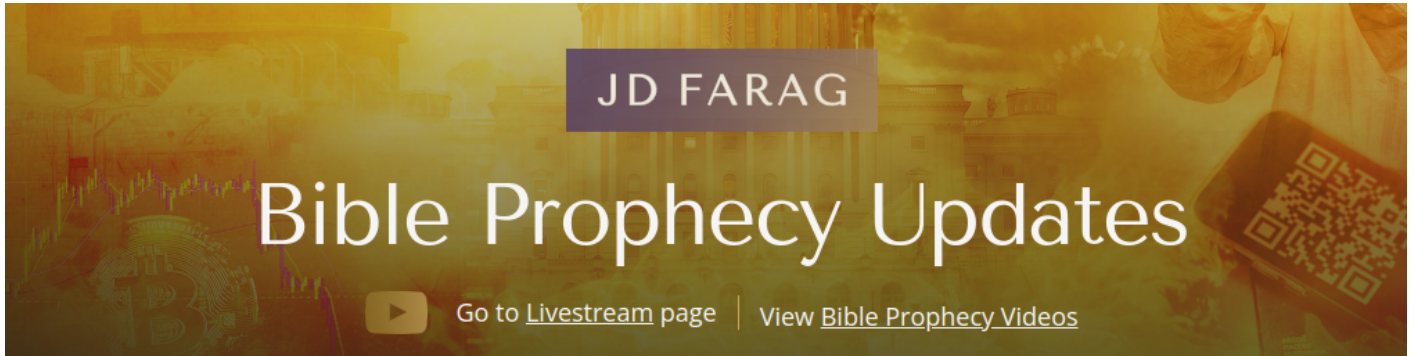 JD FARAG
Bible Prophecy Updates
Go to Livestream page
View Bible Prophecy Videos